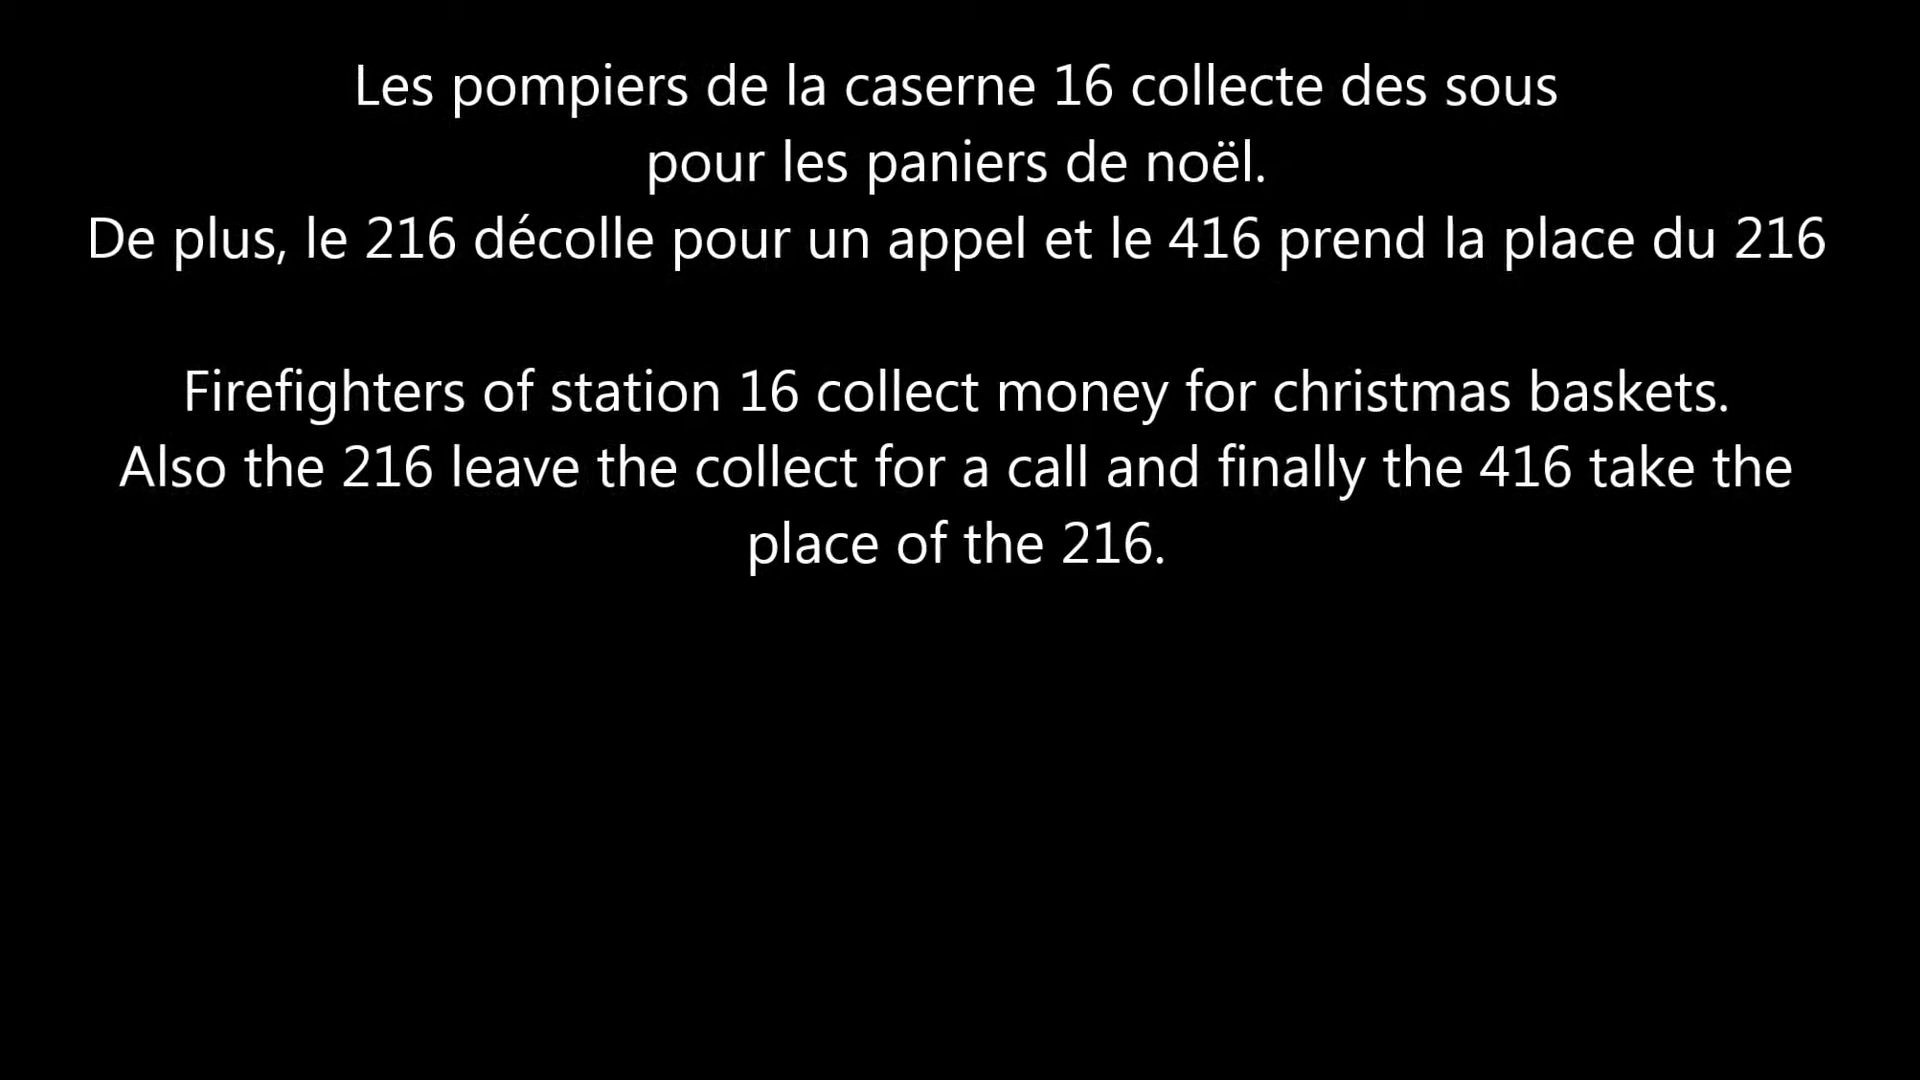 Les pompiers de la caserne 16 collecte des sous
pour les paniers de noël.
De plus, le 216 décolle pour un appel et le 416 prend la place du 216
Firefighters of station 16 collect money for christmas baskets.
Also the 216 leave the collect for a call and finally the 416 take the
place of the 216.